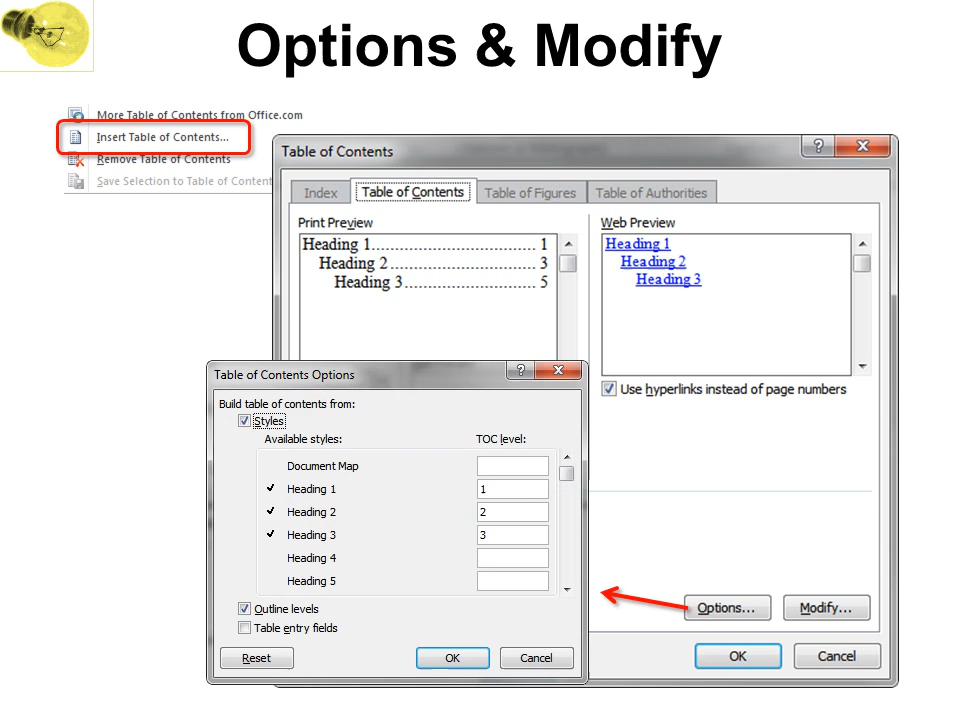 Options & Modify
More Table of Contents from Office.com
Insert Table of Contents...
Remove Table of Contents
Save Selection to Table of Content
Table of Contents
Index
Table of Contents
Table of Figures
Table of Authorities
Print Preview
Heading 1............................ 1
Heading 2......................... 3
Heading 3....................... 5
Web Preview
Heading 1
Heading 2
Heading 3
Use hyperlinks instead of page numbers
Options...
Modify...
OK
Cancel
Table of Contents Options
Build table of contents from:
Styles
Available styles:
TOC level:
Document Map
Heading 1
1
Heading 2
2
Heading 3
3
Heading 4
Heading 5
Outline levels
Table entry fields
Reset
OK
Cancel